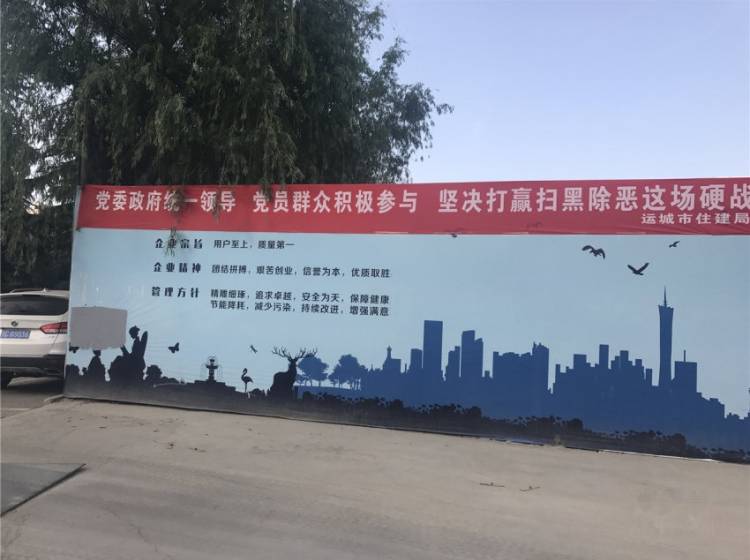 党委政府统一领导 党员群众积极参与 坚决打赢扫黑除恶这场硬战
运城市住建局
企业宗旨 用户至上，质量第一
企业精神 团结拼搏，艰苦创业，信誉为本，优质取胜
管理方针 精雕细琢，追求卓越，安全为天，保障健康
节能降耗，减少污染，持续改进，增强满意